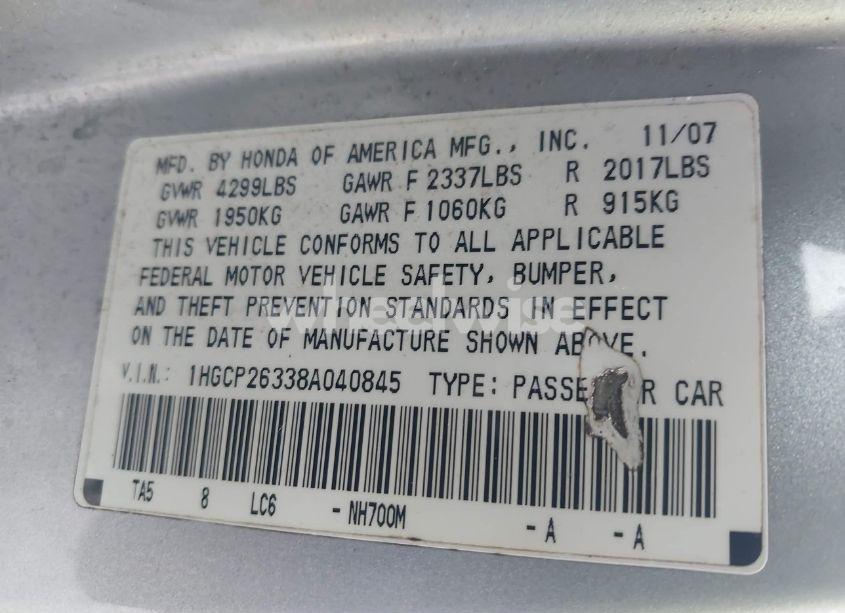 MFD. BY HONDA OF AMERICA MFG., INC. 11/07
GVWR 4299LBS GAWR F 2337LBS R 2017LBS
GVWR 1950KG GAWR F 1060KG R 915KG
THIS VEHICLE CONFORMS TO ALL APPLICABLE
FEDERAL MOTOR VEHICLE SAFETY, BUMPER,
AND THEFT PREVENTION STANDARDS IN EFFECT
ON THE DATE OF MANUFACTURE SHOWN ABOVE.
wheelwise
V.I.N.: 1HGCP26338A040845 TYPE: PASSE R CAR
TA5 8 LC6 - NH700M - A - A